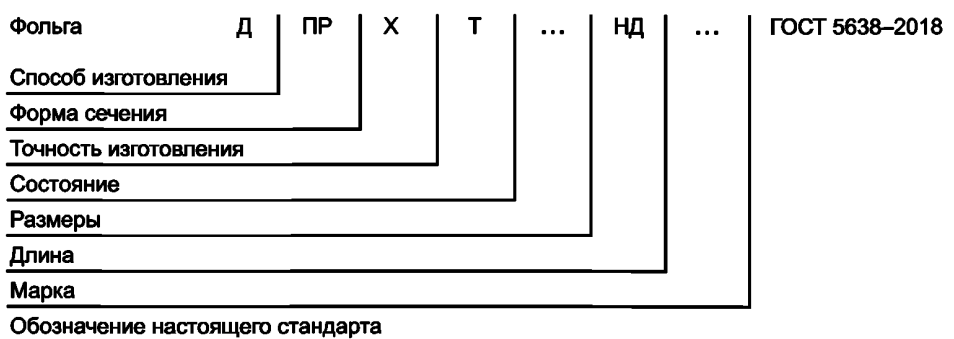 Фольга Д ПР Х Т ... НД ... ГОСТ 5638–2018
Способ изготовления
Форма сечения
Точность изготовления
Состояние
Размеры
Длина
Марка
Обозначение настоящего стандарта